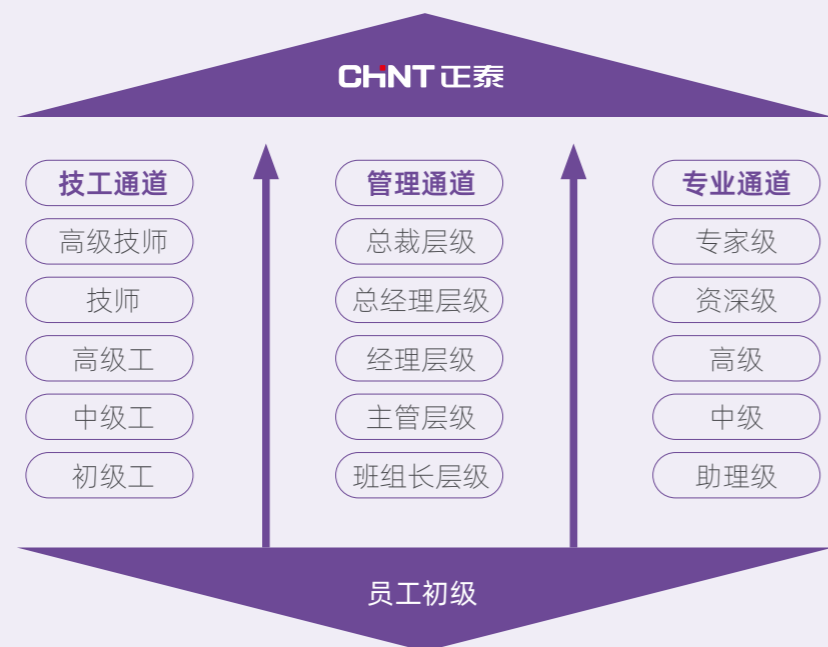 CHINT 正泰
技工通道
高级技师
技师
高级工
中级工
初级工
管理通道
总裁层级
总经理层级
经理层级
主管层级
班组长层级
专业通道
专家级
资深级
高级
中级
助理级
员工初级